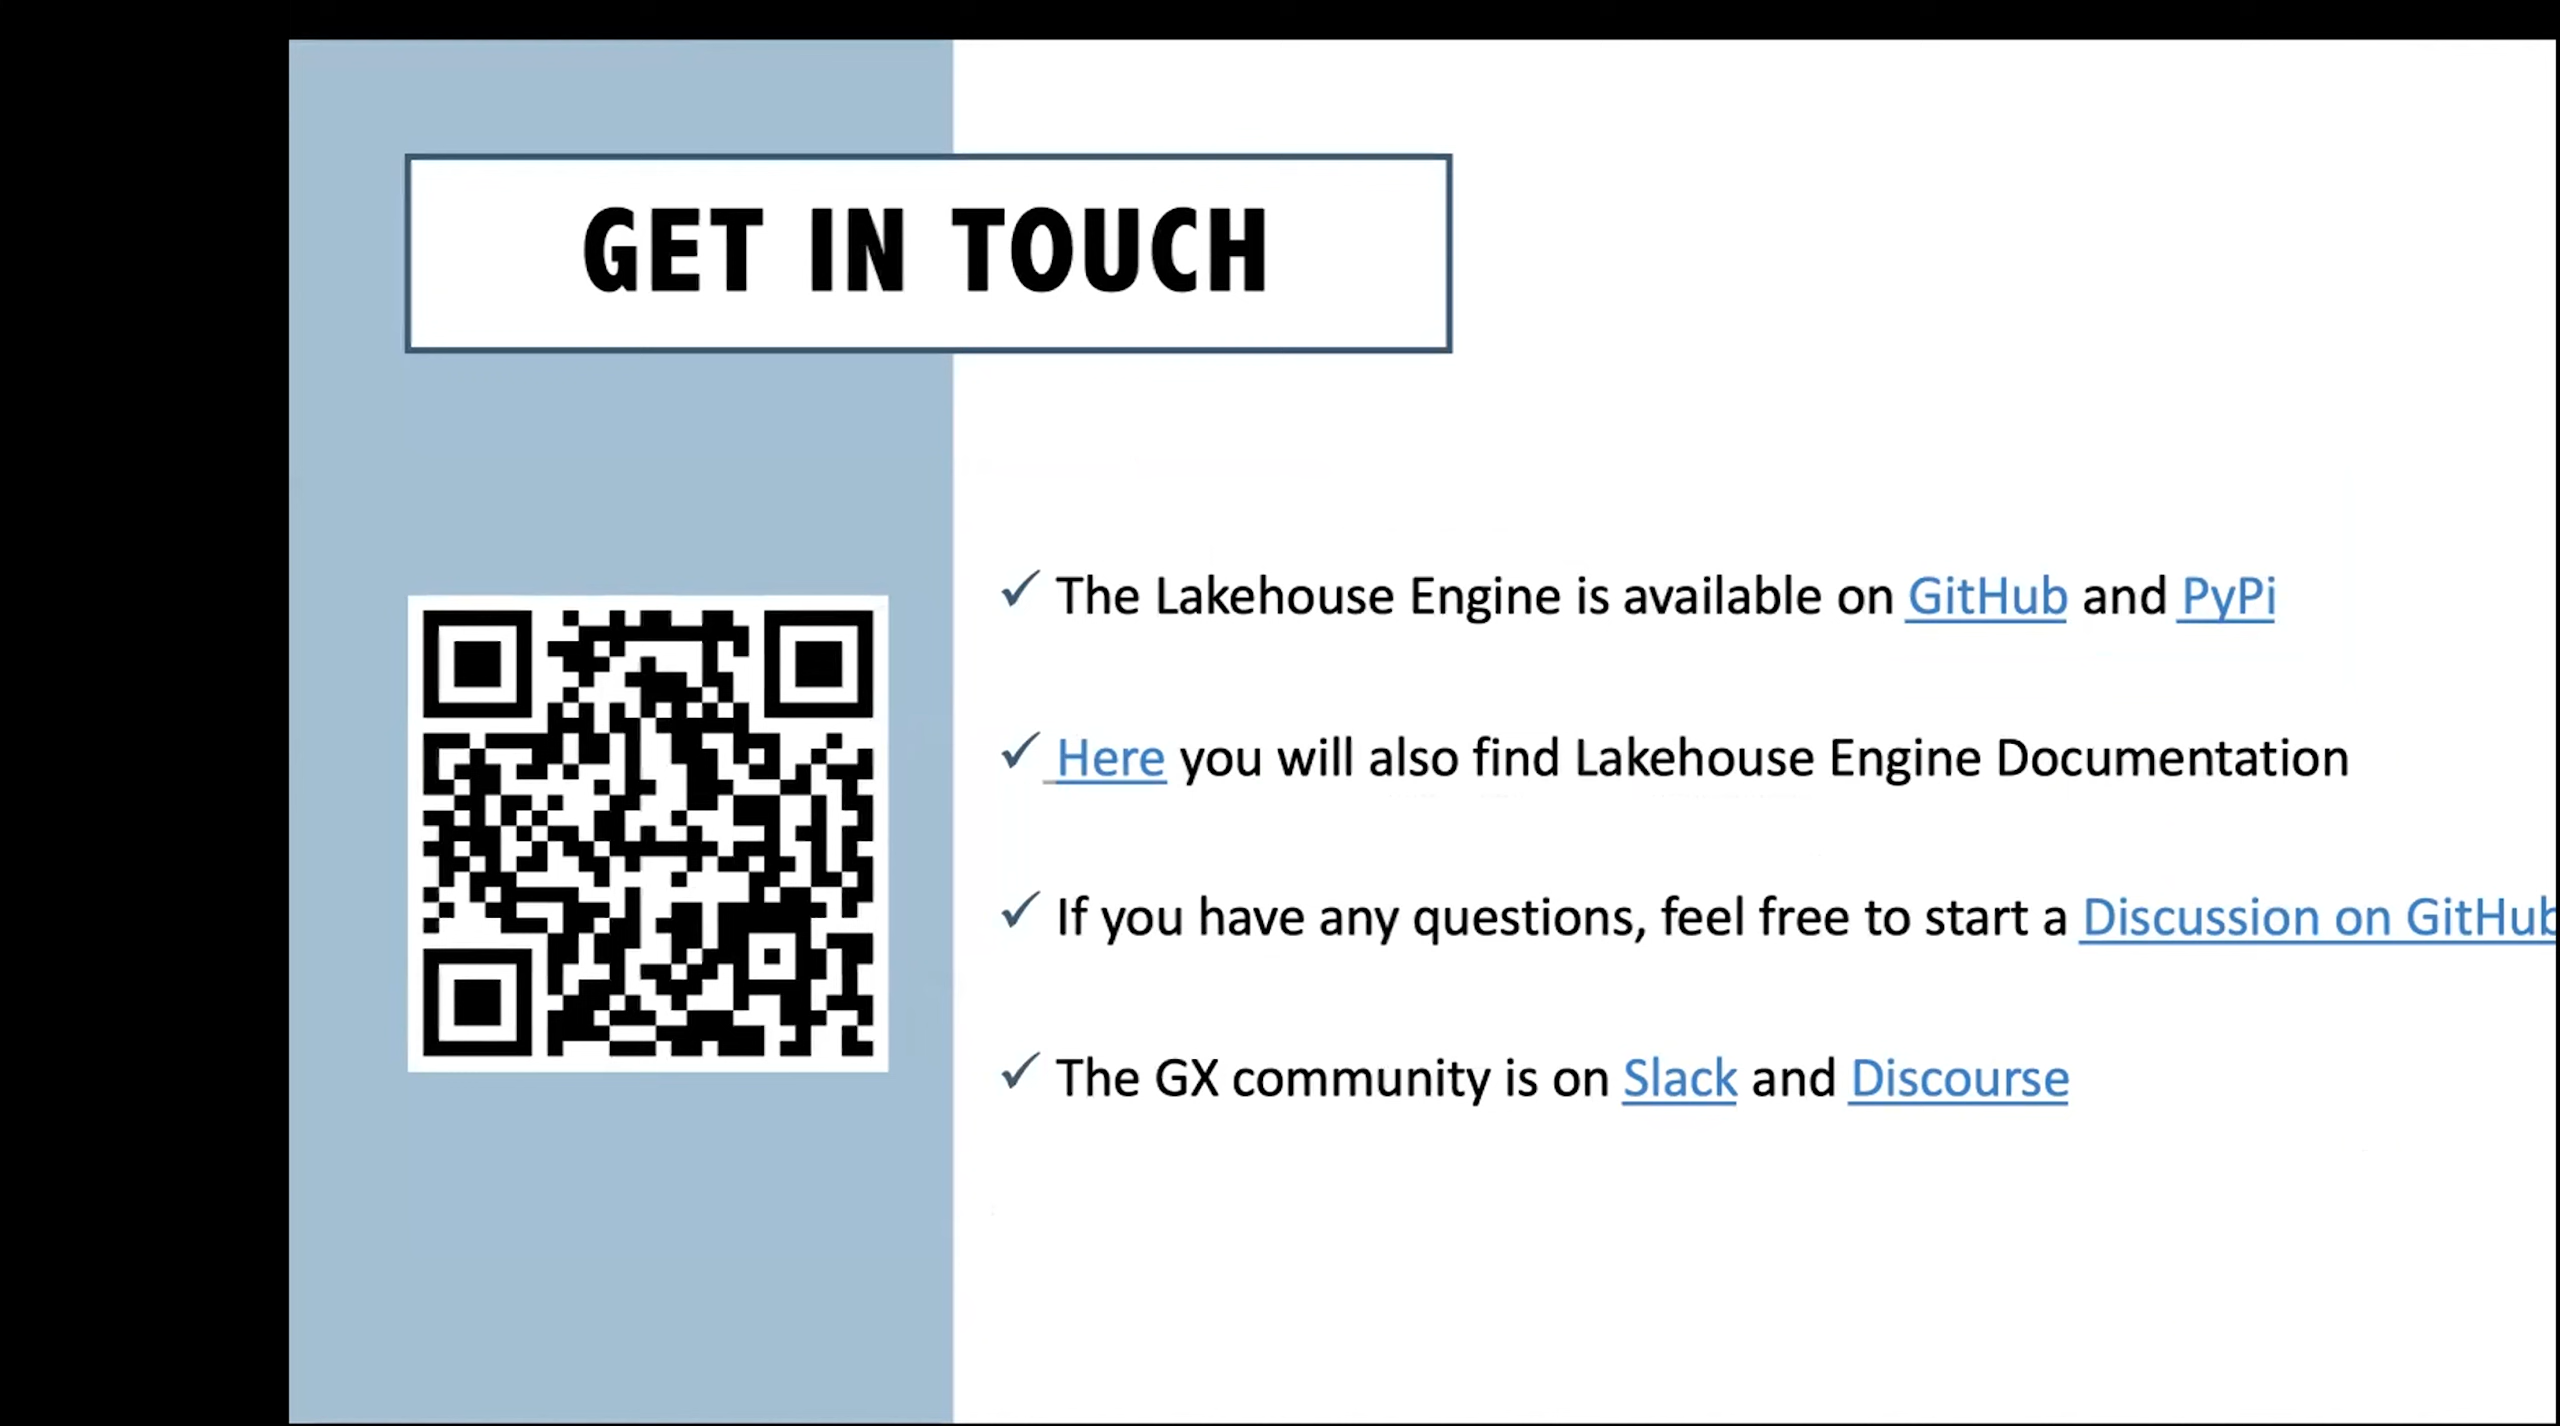 GET IN TOUCH
The Lakehouse Engine is available on GitHub and PyPi
Here you will also find Lakehouse Engine Documentation
If you have any questions, feel free to start a Discussion on GitHub
The GX community is on Slack and Discourse